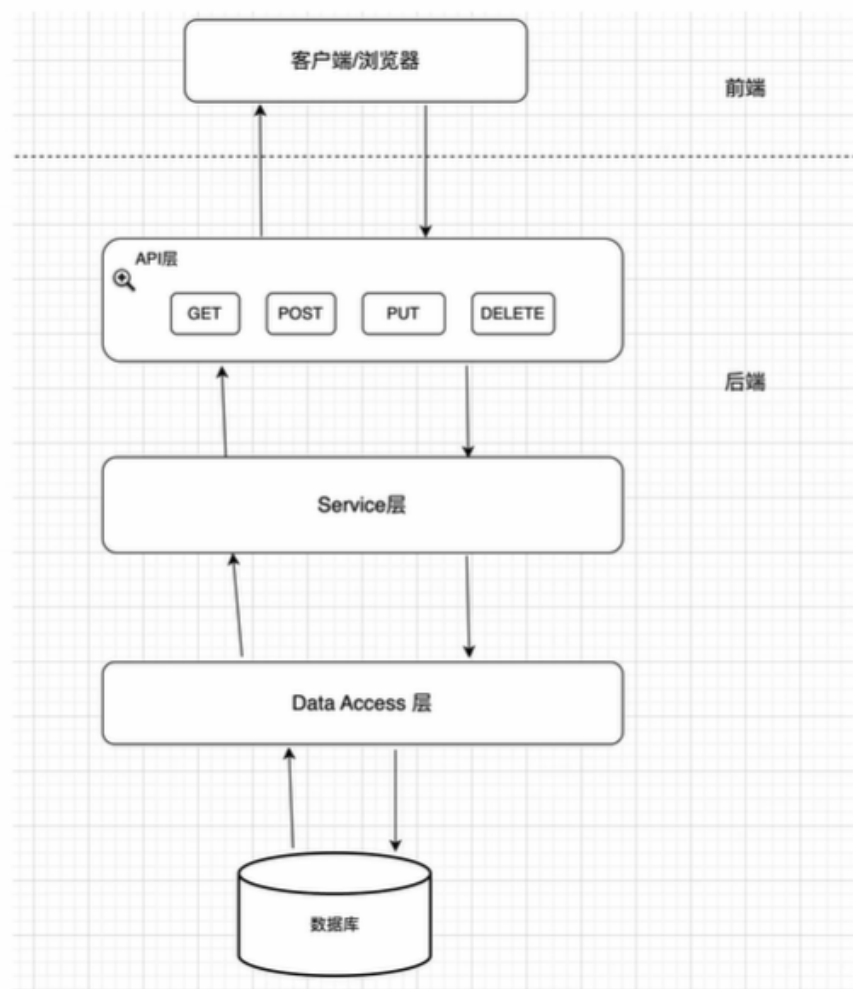 客户端/浏览器
前端
API层
GET POST PUT DELETE
后端
Service层
Data Access 层
数据库